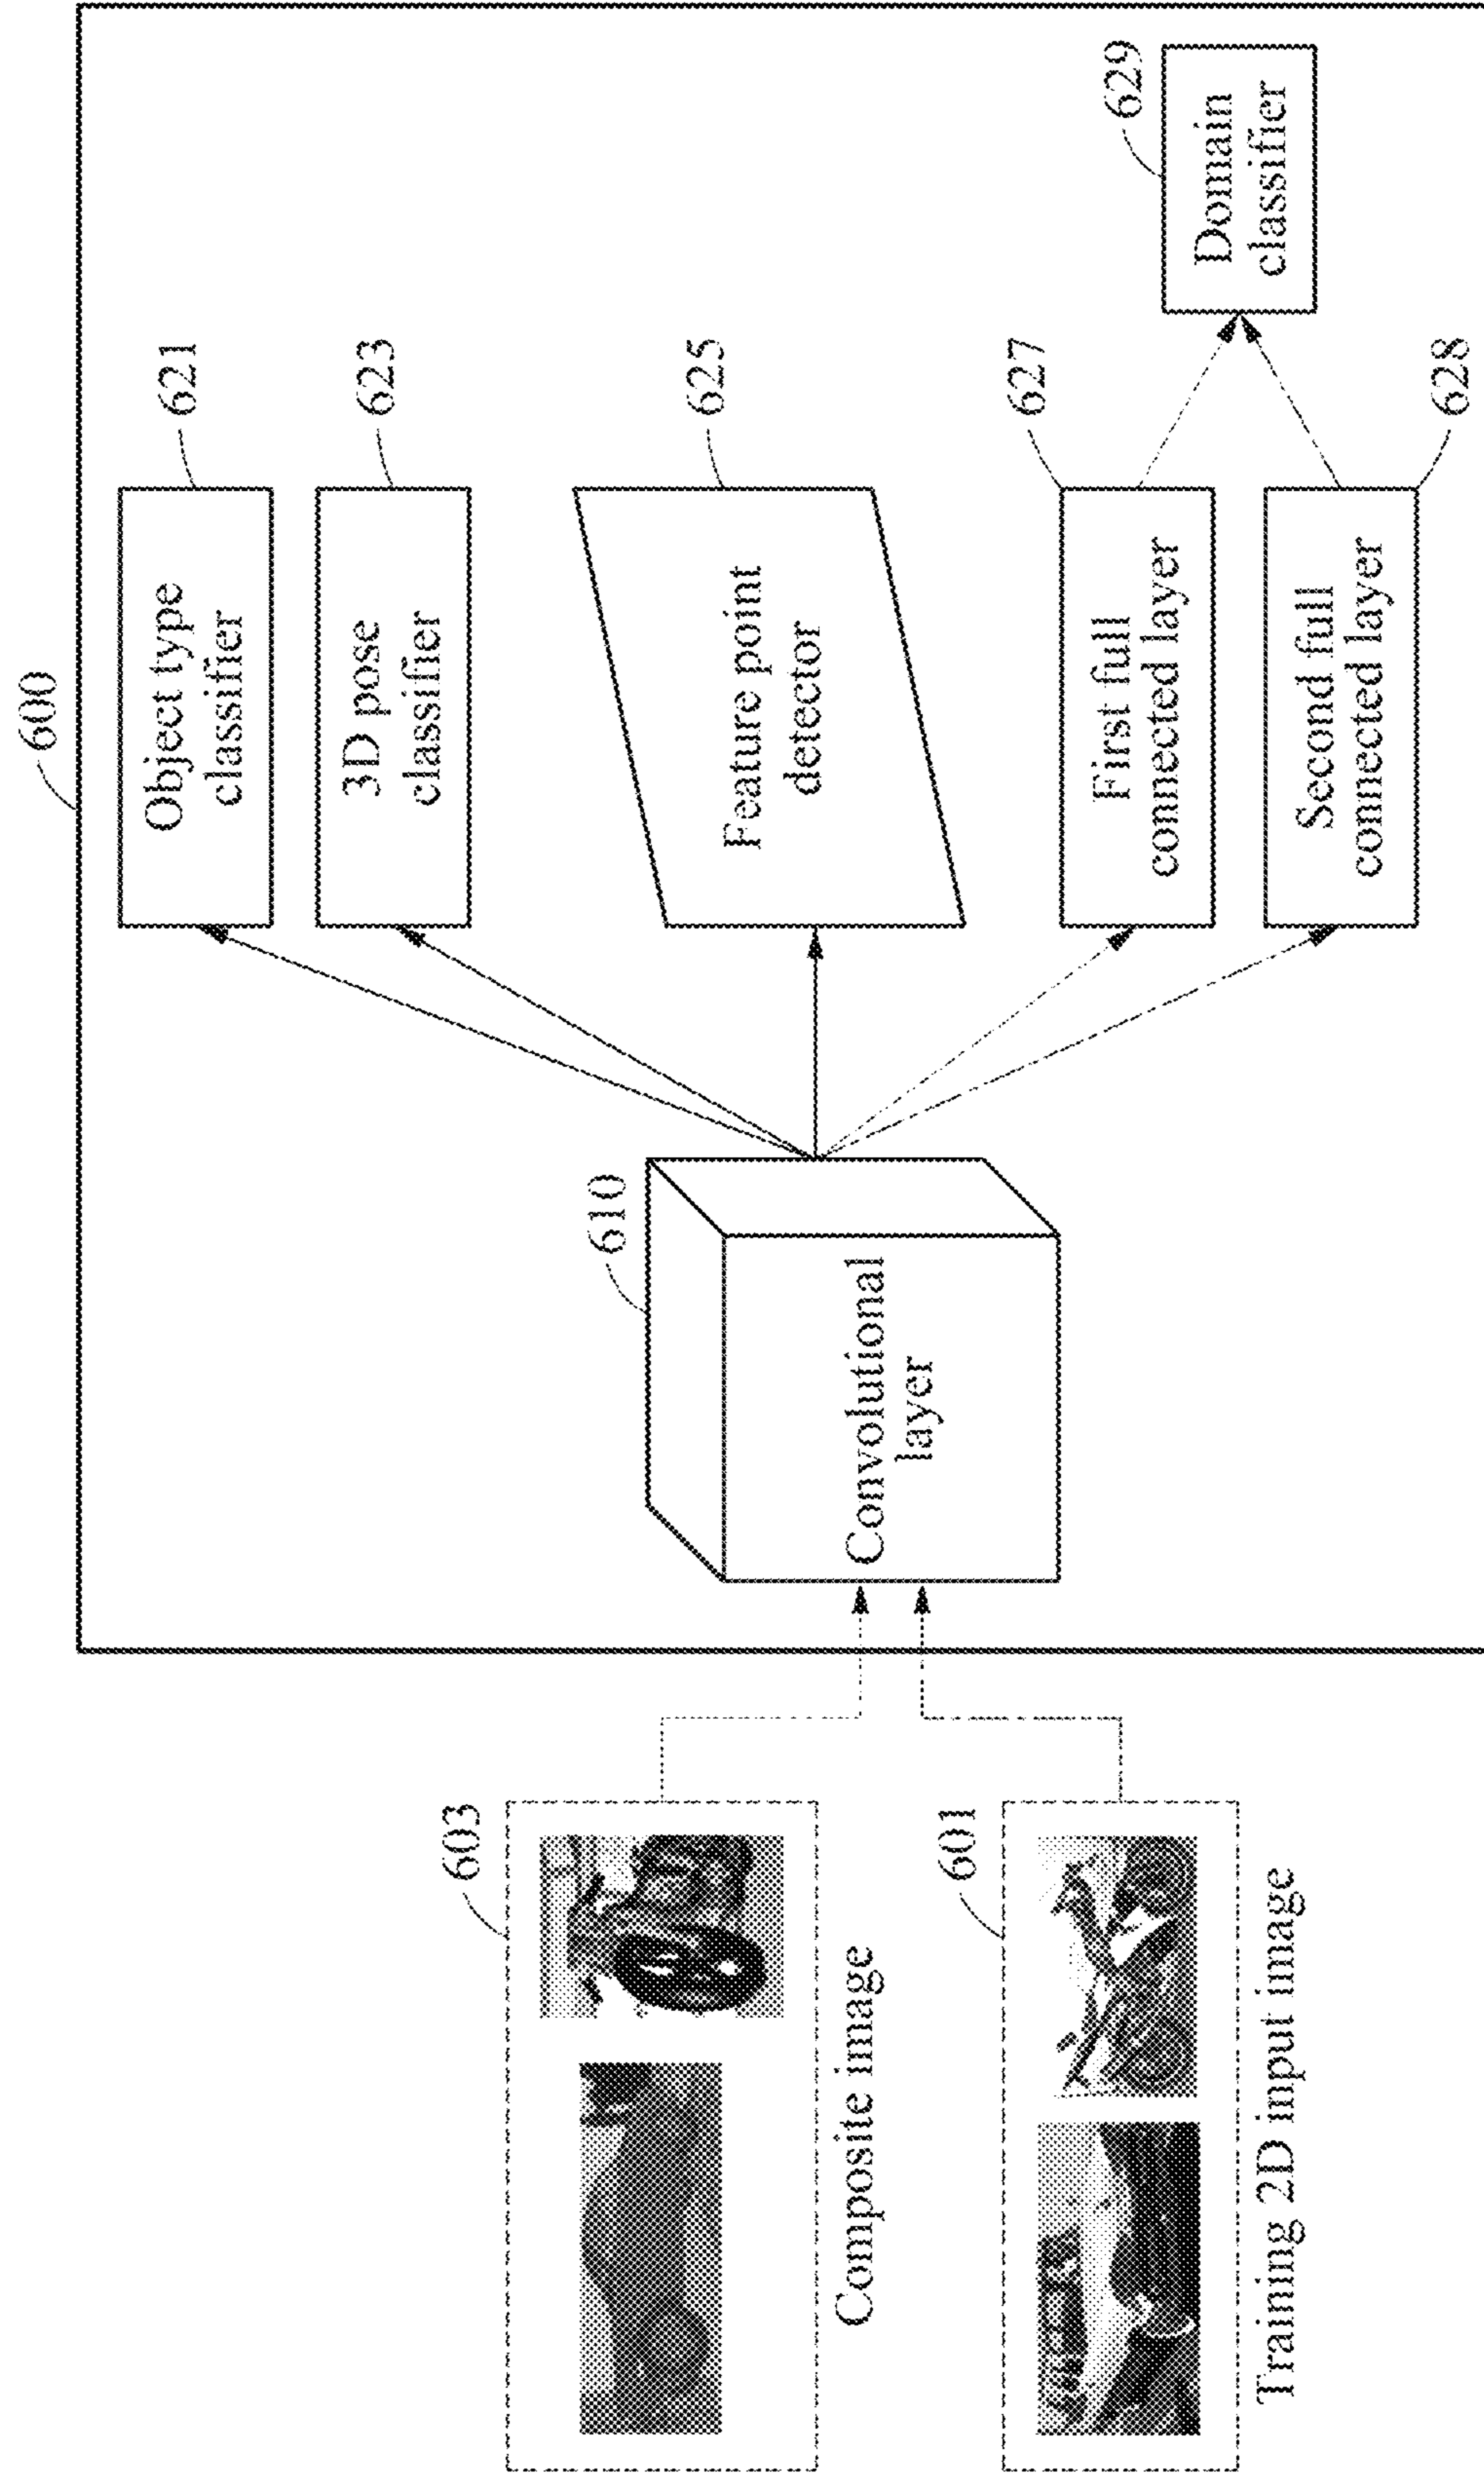 600
603
Composite image
601
Training 2D input image
610
Convolutional
layer
Object type
classifier
621
3D pose
classifier
623
Feature point
detector
625
First full
connected layer
627
Second full
connected layer
628
Domain
classifier
629